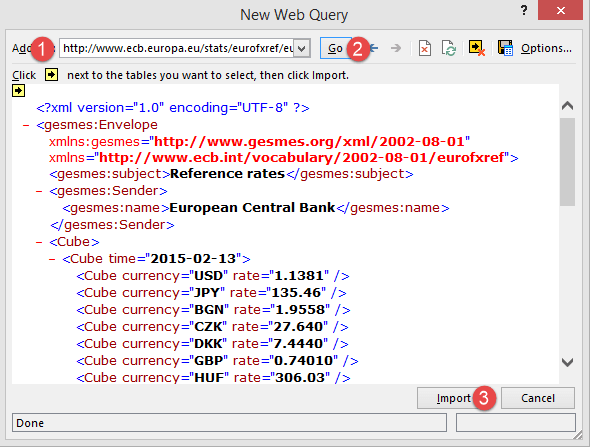 New Web Query
? ×
1 http://www.ecb.europa.eu/stats/eurofxref/eu Go 2 Options...
Click next to the tables you want to select, then click Import.
<?xml version="1.0" encoding="UTF-8" ?>
− <gesmes:Envelope
xmlns:gesmes="http://www.gesmes.org/xml/2002-08-01"
xmlns="http://www.ecb.int/vocabulary/2002-08-01/eurofxref">
<gesmes:subject>Reference rates</gesmes:subject>
− <gesmes:Sender>
<gesmes:name>European Central Bank</gesmes:name>
</gesmes:Sender>
− <Cube>
− <Cube time="2015-02-13">
<Cube currency="USD" rate="1.1381" />
<Cube currency="JPY" rate="135.46" />
<Cube currency="BGN" rate="1.9558" />
<Cube currency="CZK" rate="27.640" />
<Cube currency="DKK" rate="7.4440" />
<Cube currency="GBP" rate="0.74010" />
<Cube currency="HUF" rate="306.03" />
Import 3 Cancel
Done